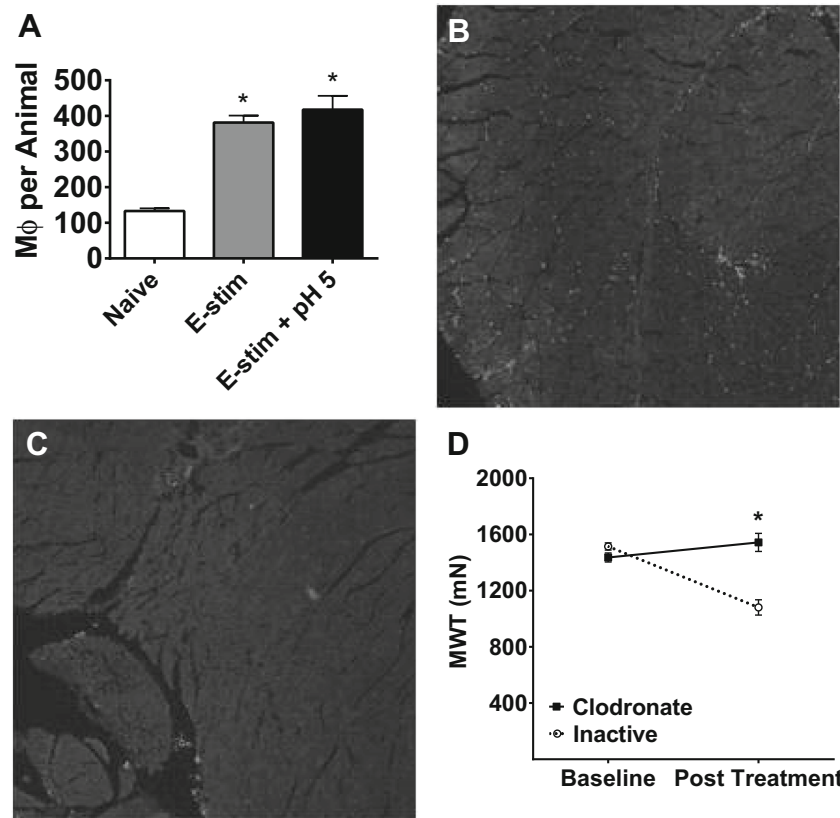 A
Mϕ per Animal
500
400
300
200
100
0
*
*
Naive
E-stim
E-stim + pH 5
B
C
D
MWT (mN)
2000
1600
1200
800
400
*
Clodronate
Inactive
Baseline Post Treatment